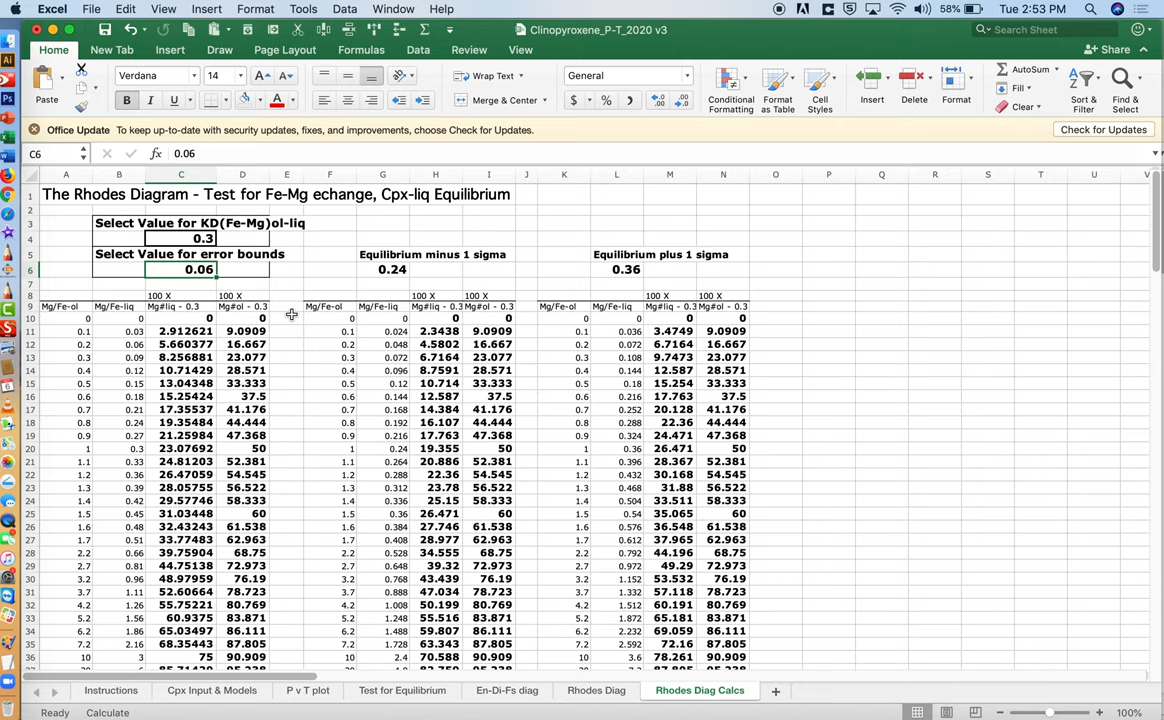 Excel File Edit View Insert Format Tools Data Window Help 58% Tue 2:53 PM
Clinopyroxene_P-T_2020 v3 Search Sheet
Home New Tab Insert Draw Page Layout Formulas Data Review View Share
Verdana 14 Wrap Text General AutoSum
Paste B I U Merge & Center $ % Conditional Formatting Format as Table Cell Styles Insert Delete Format Fill Clear Sort & Filter Find & Select
Office Update To keep up-to-date with security updates, fixes, and improvements, choose Check for Updates. Check for Updates
C6 fx 0.06
A B C D E F G H I J K L M N O P Q R S T U V
1 The Rhodes Diagram - Test for Fe-Mg echange, Cpx-liq Equilibrium
2
3 Select Value for KD(Fe-Mg)ol-liq
4 0.3
5 Select Value for error bounds Equilibrium minus 1 sigma Equilibrium plus 1 sigma
6 0.06 0.24 0.36
7
8 100 X 100 X 100 X 100 X 100 X 100 X
9 Mg/Fe-ol Mg/Fe-liq Mg#liq - 0.3 Mg#ol - 0.3 Mg/Fe-ol Mg/Fe-liq Mg#liq - 0.3 Mg#ol - 0.3 Mg/Fe-ol Mg/Fe-liq Mg#liq - 0.3 Mg#ol - 0.3
10 0 0 0 0 0 0 0 0 0 0 0 0
11 0.1 0.03 2.912621 9.0909 0.1 0.024 2.3438 9.0909 0.1 0.036 3.4749 9.0909
12 0.2 0.06 5.660377 16.667 0.2 0.048 4.5802 16.667 0.2 0.072 6.7164 16.667
13 0.3 0.09 8.256881 23.077 0.3 0.072 6.7164 23.077 0.3 0.108 9.7473 23.077
14 0.4 0.12 10.71429 28.571 0.4 0.096 8.7591 28.571 0.4 0.144 12.587 28.571
15 0.5 0.15 13.04348 33.333 0.5 0.12 10.714 33.333 0.5 0.18 15.254 33.333
16 0.6 0.18 15.25424 37.5 0.6 0.144 12.587 37.5 0.6 0.216 17.763 37.5
17 0.7 0.21 17.35537 41.176 0.7 0.168 14.384 41.176 0.7 0.252 20.128 41.176
18 0.8 0.24 19.35484 44.444 0.8 0.192 16.107 44.444 0.8 0.288 22.36 44.444
19 0.9 0.27 21.25984 47.368 0.9 0.216 17.763 47.368 0.9 0.324 24.471 47.368
20 1 0.3 23.07692 50 1 0.24 19.355 50 1 0.36 26.471 50
21 1.1 0.33 24.81203 52.381 1.1 0.264 20.886 52.381 1.1 0.396 28.367 52.381
22 1.2 0.36 26.47059 54.545 1.2 0.288 22.36 54.545 1.2 0.432 30.168 54.545
23 1.3 0.39 28.05755 56.522 1.3 0.312 23.78 56.522 1.3 0.468 31.88 56.522
24 1.4 0.42 29.57746 58.333 1.4 0.336 25.15 58.333 1.4 0.504 33.511 58.333
25 1.5 0.45 31.03448 60 1.5 0.36 26.471 60 1.5 0.54 35.065 60
26 1.6 0.48 32.43243 61.538 1.6 0.384 27.746 61.538 1.6 0.576 36.548 61.538
27 1.7 0.51 33.77483 62.963 1.7 0.408 28.977 62.963 1.7 0.612 37.965 62.963
28 2.2 0.66 39.75904 68.75 2.2 0.528 34.555 68.75 2.2 0.792 44.196 68.75
29 2.7 0.81 44.75138 72.973 2.7 0.648 39.32 72.973 2.7 0.972 49.29 72.973
30 3.2 0.96 48.97959 76.19 3.2 0.768 43.439 76.19 3.2 1.152 53.532 76.19
31 3.7 1.11 52.60664 78.723 3.7 0.888 47.034 78.723 3.7 1.332 57.118 78.723
32 4.2 1.26 55.75221 80.769 4.2 1.008 50.199 80.769 4.2 1.512 60.191 80.769
33 5.2 1.56 60.9375 83.871 5.2 1.248 55.516 83.871 5.2 1.872 65.181 83.871
34 6.2 1.86 65.03497 86.111 6.2 1.488 59.807 86.111 6.2 2.232 69.059 86.111
35 7.2 2.16 68.35443 87.805 7.2 1.728 63.343 87.805 7.2 2.592 72.16 87.805
36 10 3 75 90.909 10 2.4 70.588 90.909 10 3.6 78.261 90.909
Instructions Cpx Input & Models P v T plot Test for Equilibrium En-Di-Fs diag Rhodes Diag Rhodes Diag Calcs +
Ready Calculate 100%